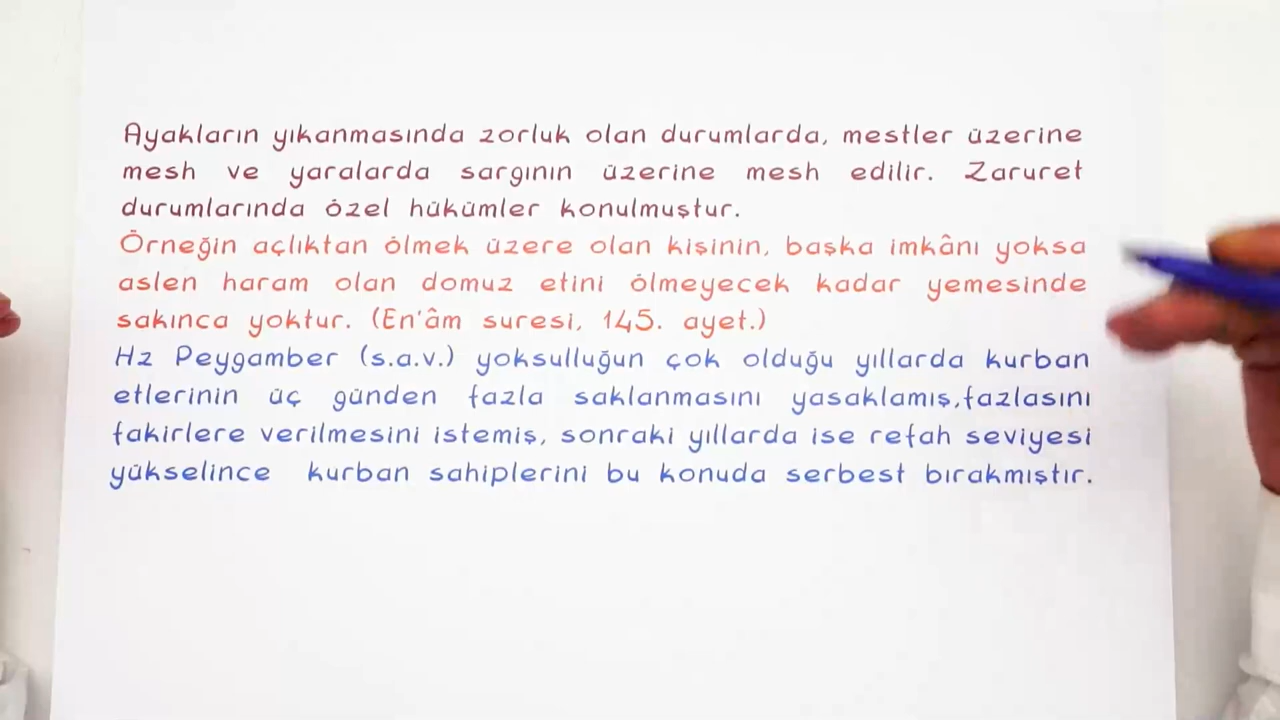 Ayakların yıkanmasında zorluk olan durumlarda, mestler üzerine
mesh ve yaralarda sargının üzerine mesh edilir. Zaruret
durumlarında özel hükümler konulmuştur.
Örneğin açlıktan ölmek üzere olan kişinin, başka imkânı yoksa
aslen haram olan domuz etini ölmeyecek kadar yemesinde
sakınca yoktur. (En'âm suresi, 145. ayet.)
Hz Peygamber (s.a.v.) yoksulluğun çok olduğu yıllarda kurban
etlerinin üç günden fazla saklanmasını yasaklamış,fazlasını
fakirlere verilmesini istemiş, sonraki yıllarda ise refah seviyesi
yükselince kurban sahiplerini bu konuda serbest bırakmıştır.